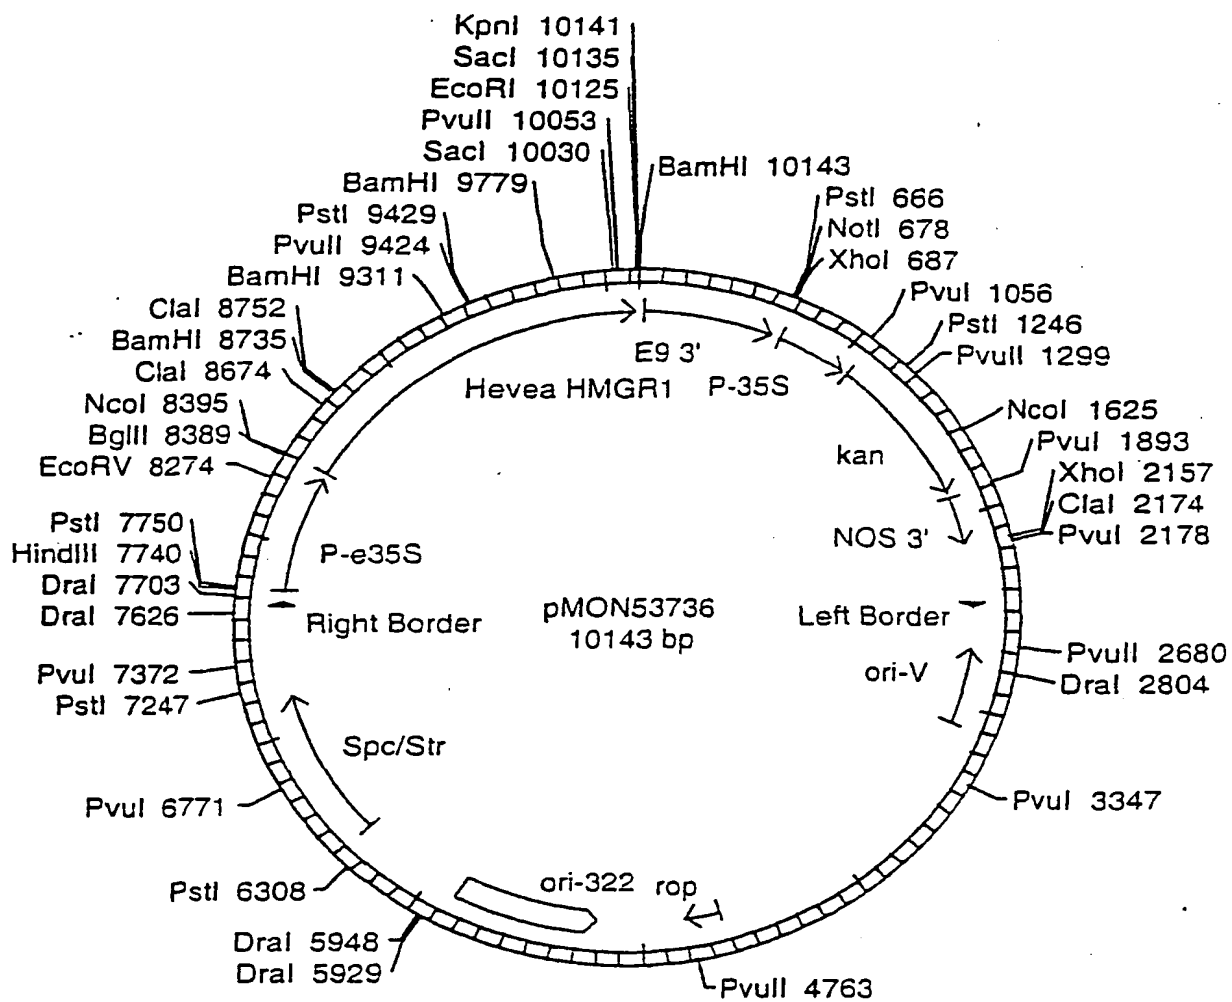 KpnI 10141
SacI 10135
EcoRI 10125
PvuII 10053
SacI 10030
BamHI 9779
PstI 9429
PvuII 9424
BamHI 9311
ClaI 8752
BamHI 8735
ClaI 8674
NcoI 8395
BglII 8389
EcoRV 8274
PstI 7750
HindIII 7740
DraI 7703
DraI 7626
PvuI 7372
PstI 7247
PvuI 6771
PstI 6308
DraI 5948
DraI 5929
BamHI 10143
PstI 666
NotI 678
XhoI 687
PvuI 1056
PstI 1246
PvuII 1299
NcoI 1625
PvuI 1893
XhoI 2157
ClaI 2174
PvuI 2178
PvuII 2680
DraI 2804
PvuI 3347
PvuII 4763
E9 3'
Hevea HMGR1
P-35S
kan
NOS 3'
P-e35S
Right Border
pMON53736
10143 bp
Left Border
ori-V
Spc/Str
ori-322
rop